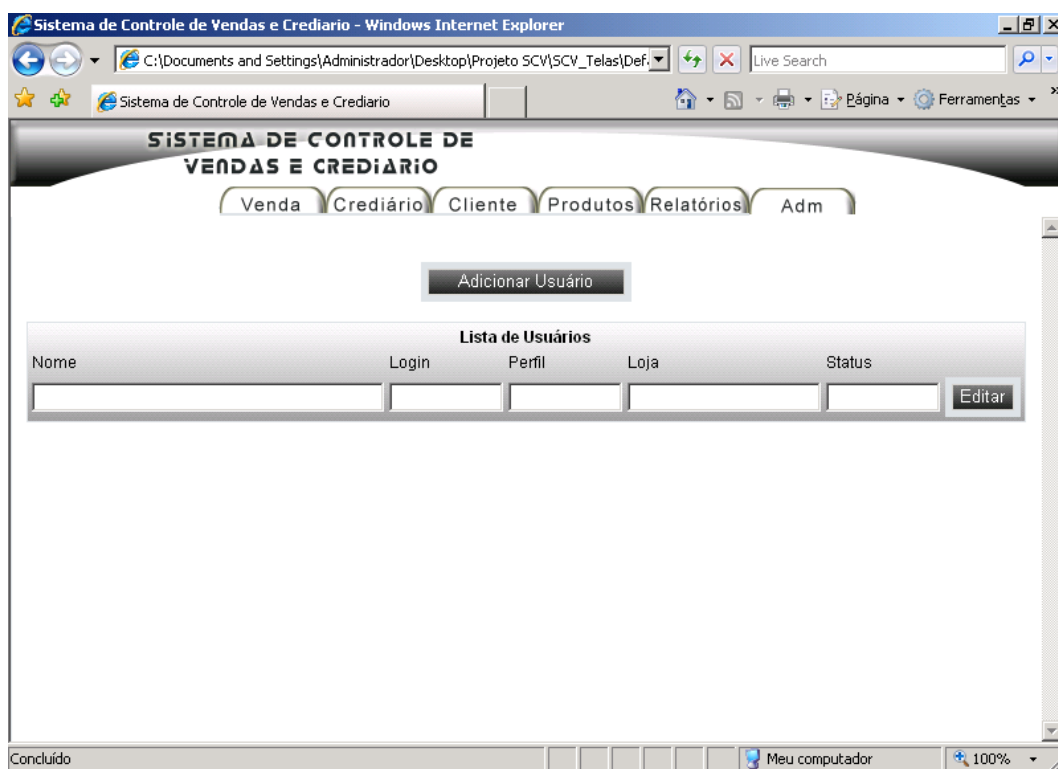 Sistema de Controle de Vendas e Crediario - Windows Internet Explorer
C:\Documents and Settings\Administrador\Desktop\Projeto SCV\SCV_Telas\Def.
Live Search
Sistema de Controle de Vendas e Crediario
Página
Ferramentas
»
SISTEMA DE CONTROLE DE
VENDAS E CREDIARIO
Venda Crediário Cliente Produtos Relatórios Adm
Adicionar Usuário
Lista de Usuários
Nome Login Perfil Loja Status
Editar
Concluído
Meu computador
100%